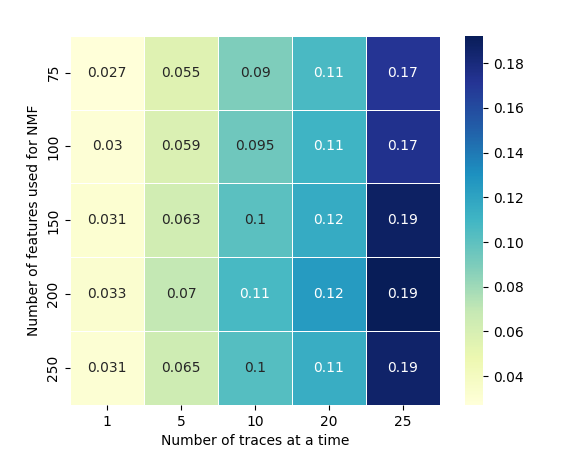 75 0.027 0.055 0.09 0.11 0.17
100 0.03 0.059 0.095 0.11 0.17
150 0.031 0.063 0.1 0.12 0.19
200 0.033 0.07 0.11 0.12 0.19
250 0.031 0.065 0.1 0.11 0.19
1 5 10 20 25
Number of traces at a time
Number of features used for NMF
0.18
0.16
0.14
0.12
0.10
0.08
0.06
0.04